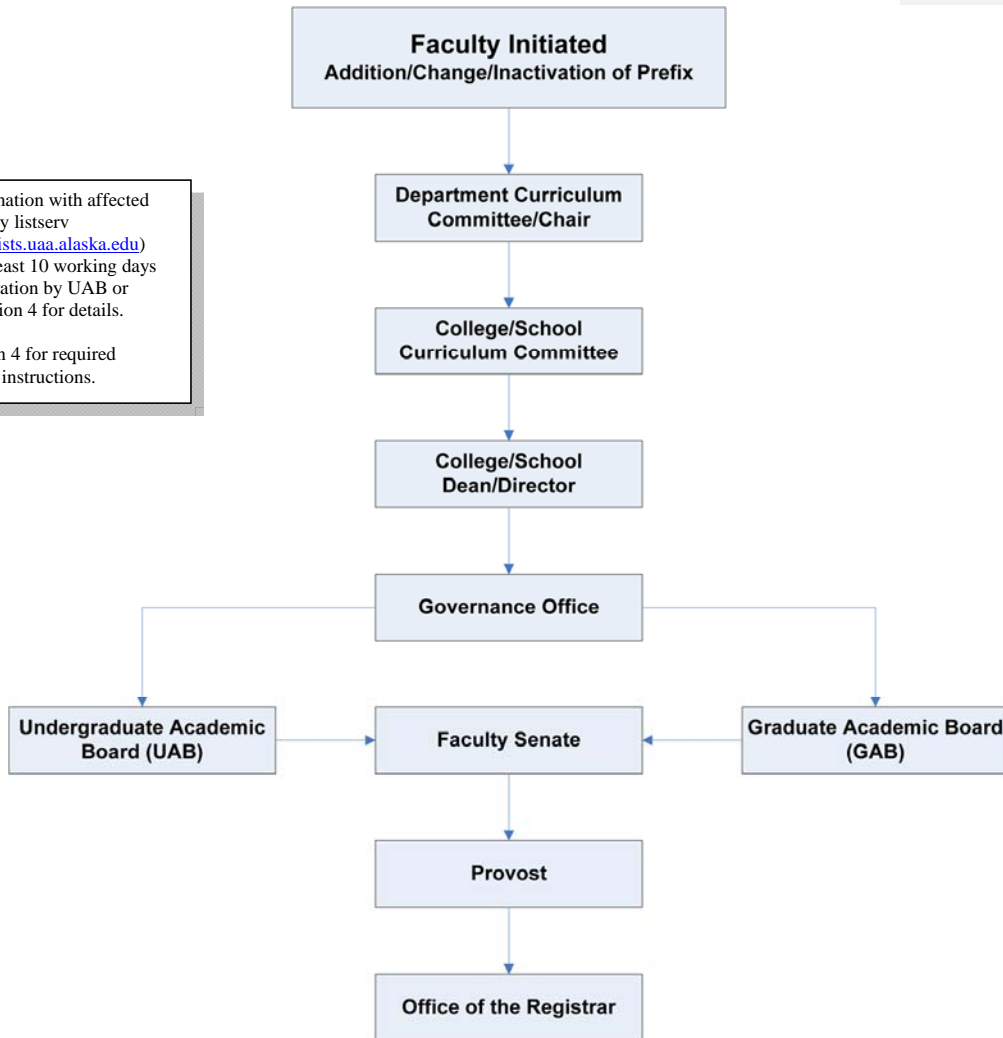 Faculty Initiated
Addition/Change/Inactivation of Prefix
Department Curriculum
Committee/Chair
nation with affected
y listserv
ists.uaa.alaska.edu)
east 10 working days
ation by UAB or
ion 4 for details.
n 4 for required
instructions.
College/School
Curriculum Committee
College/School
Dean/Director
Governance Office
Undergraduate Academic
Board (UAB)
Faculty Senate
Graduate Academic Board
(GAB)
Provost
Office of the Registrar